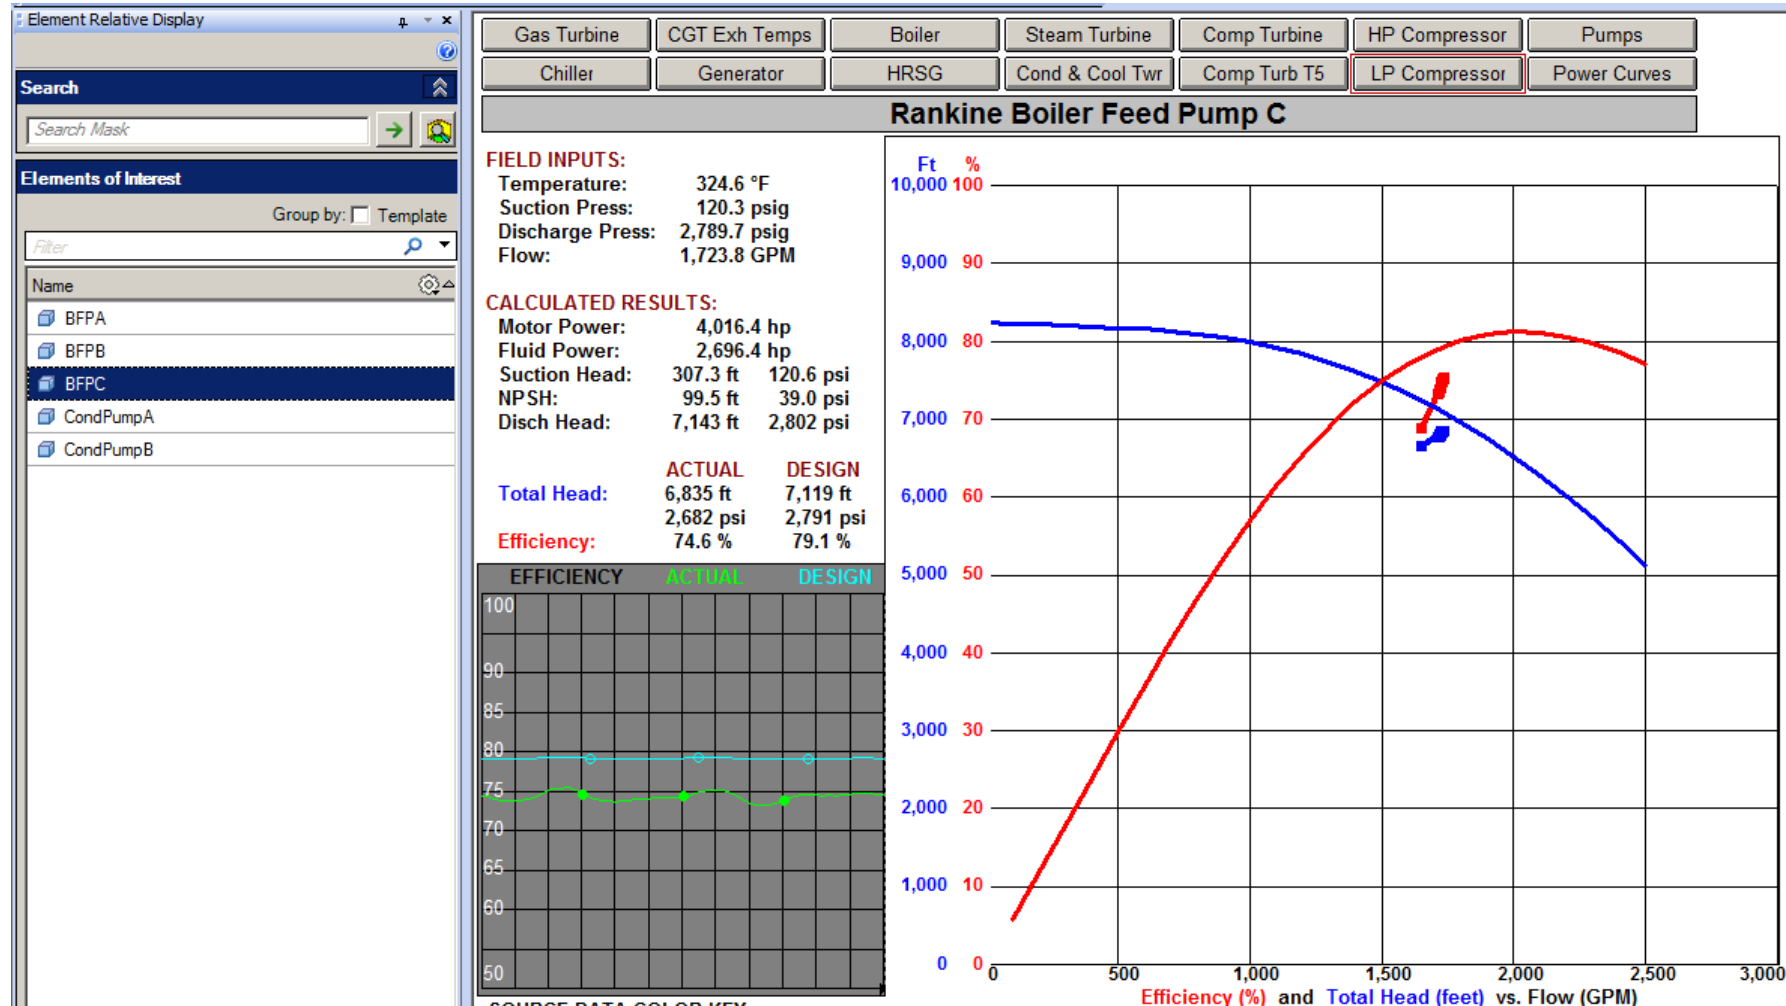 Element Relative Display
Search
Search Mask
Elements of Interest
Group by: Template
Filter
Name
BFPA
BFPB
BFPC
CondPumpA
CondPumpB
Gas Turbine CGT Exh Temps Boiler Steam Turbine Comp Turbine HP Compressor Pumps
Chiller Generator HRSG Cond & Cool Twr Comp Turb T5 LP Compressor Power Curves
Rankine Boiler Feed Pump C
FIELD INPUTS:
Temperature: 324.6 °F
Suction Press: 120.3 psig
Discharge Press: 2,789.7 psig
Flow: 1,723.8 GPM
CALCULATED RESULTS:
Motor Power: 4,016.4 hp
Fluid Power: 2,696.4 hp
Suction Head: 307.3 ft 120.6 psi
NPSH: 99.5 ft 39.0 psi
Disch Head: 7,143 ft 2,802 psi
ACTUAL DESIGN
Total Head: 6,835 ft 7,119 ft
2,682 psi 2,791 psi
Efficiency: 74.6 % 79.1 %
EFFICIENCY ACTUAL DESIGN
100
90
85
80
75
70
65
60
50
SOURCE DATA COLOR KEY
Ft %
10,000 100
9,000 90
8,000 80
7,000 70
6,000 60
5,000 50
4,000 40
3,000 30
2,000 20
1,000 10
0 0
0 500 1,000 1,500 2,000 2,500 3,000
Efficiency (%) and Total Head (feet) vs. Flow (GPM)